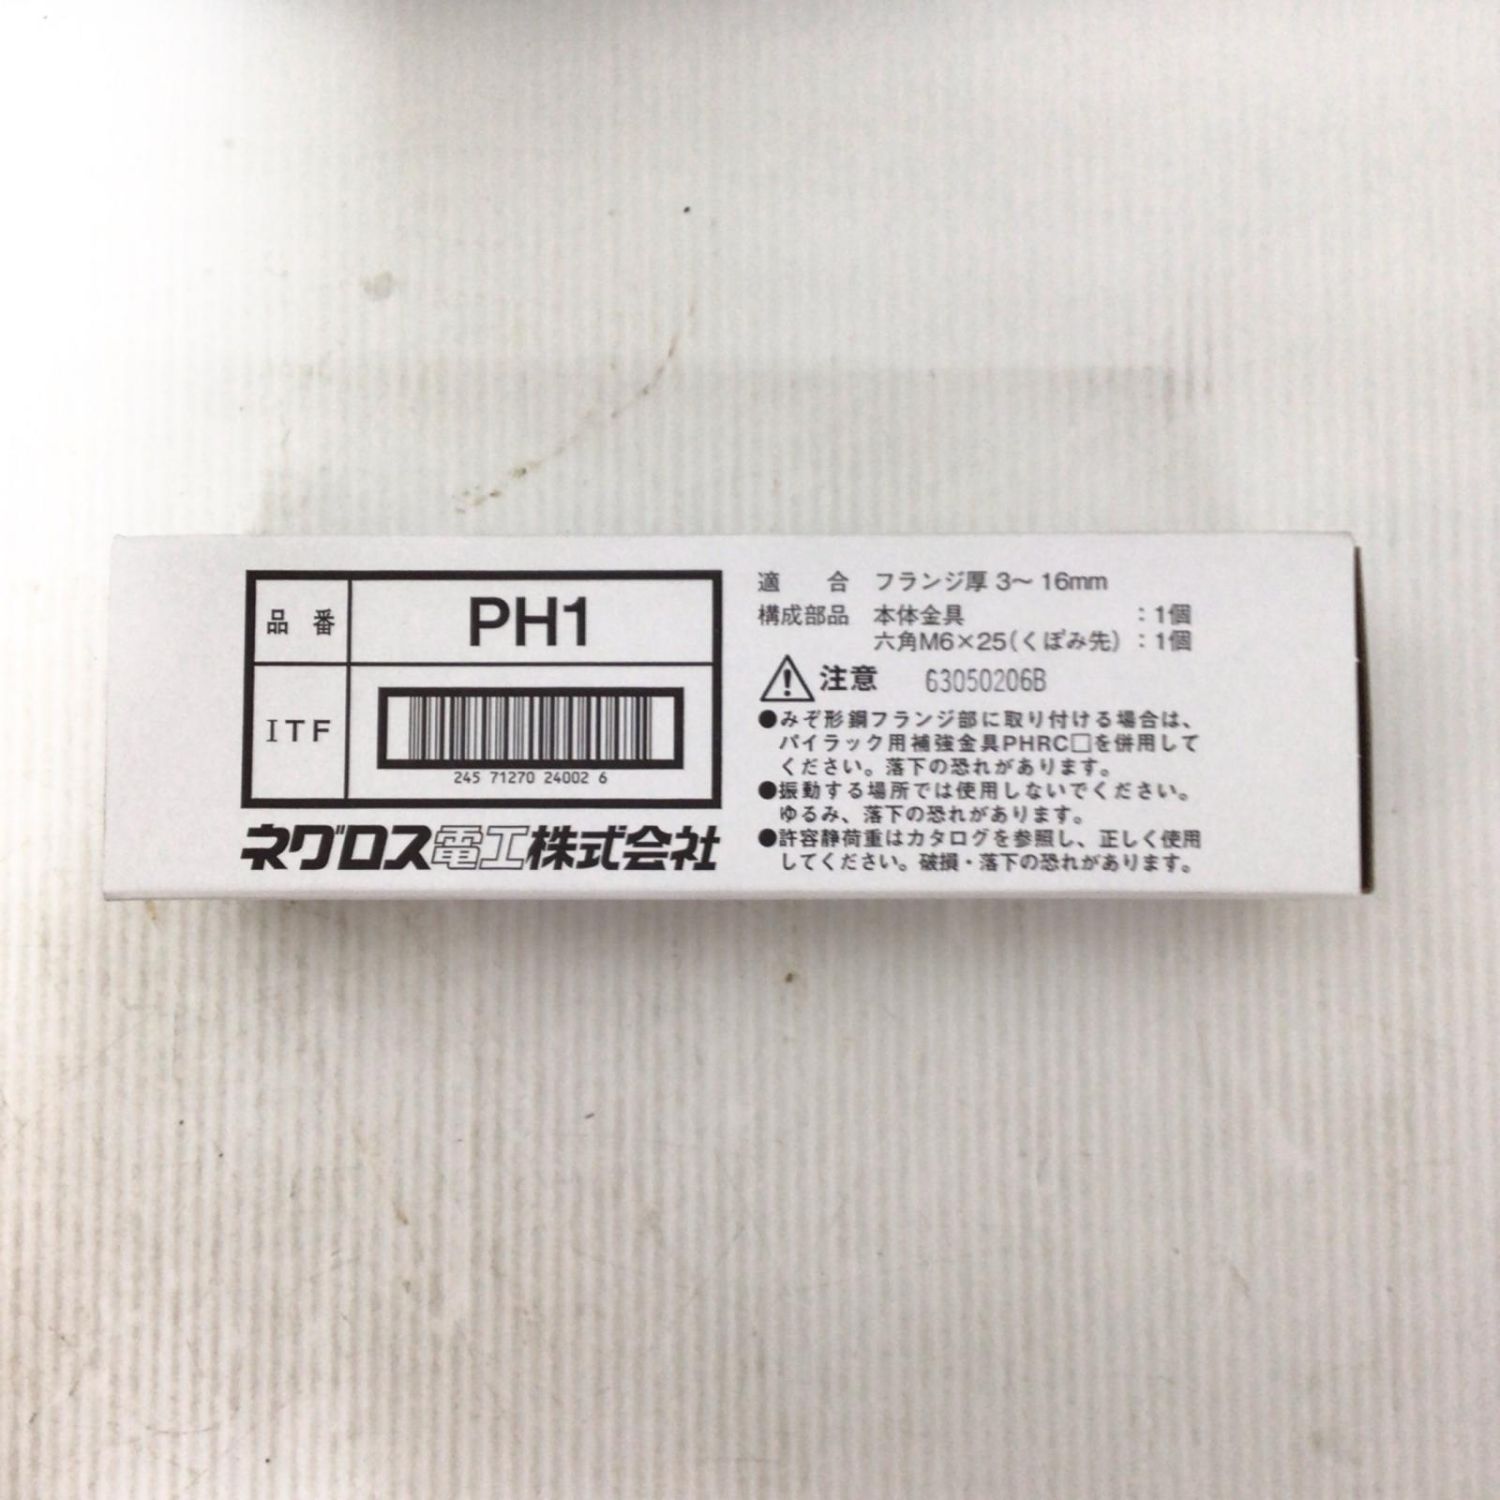 品番 PH1
ITF
245 71270 24002 6
ネグロス電工株式会社
適合 フランジ厚 3～16mm
構成部品 本体金具 ：1個
六角M6×25(くぼみ先) ：1個
注意 63050206B
●みぞ形鋼フランジ部に取り付ける場合は、
パイラック用補強金具PHRC□を併用して
ください。落下の恐れがあります。
●振動する場所では使用しないでください。
ゆるみ、落下の恐れがあります。
●許容静荷重はカタログを参照し、正しく使用
してください。破損・落下の恐れがあります。